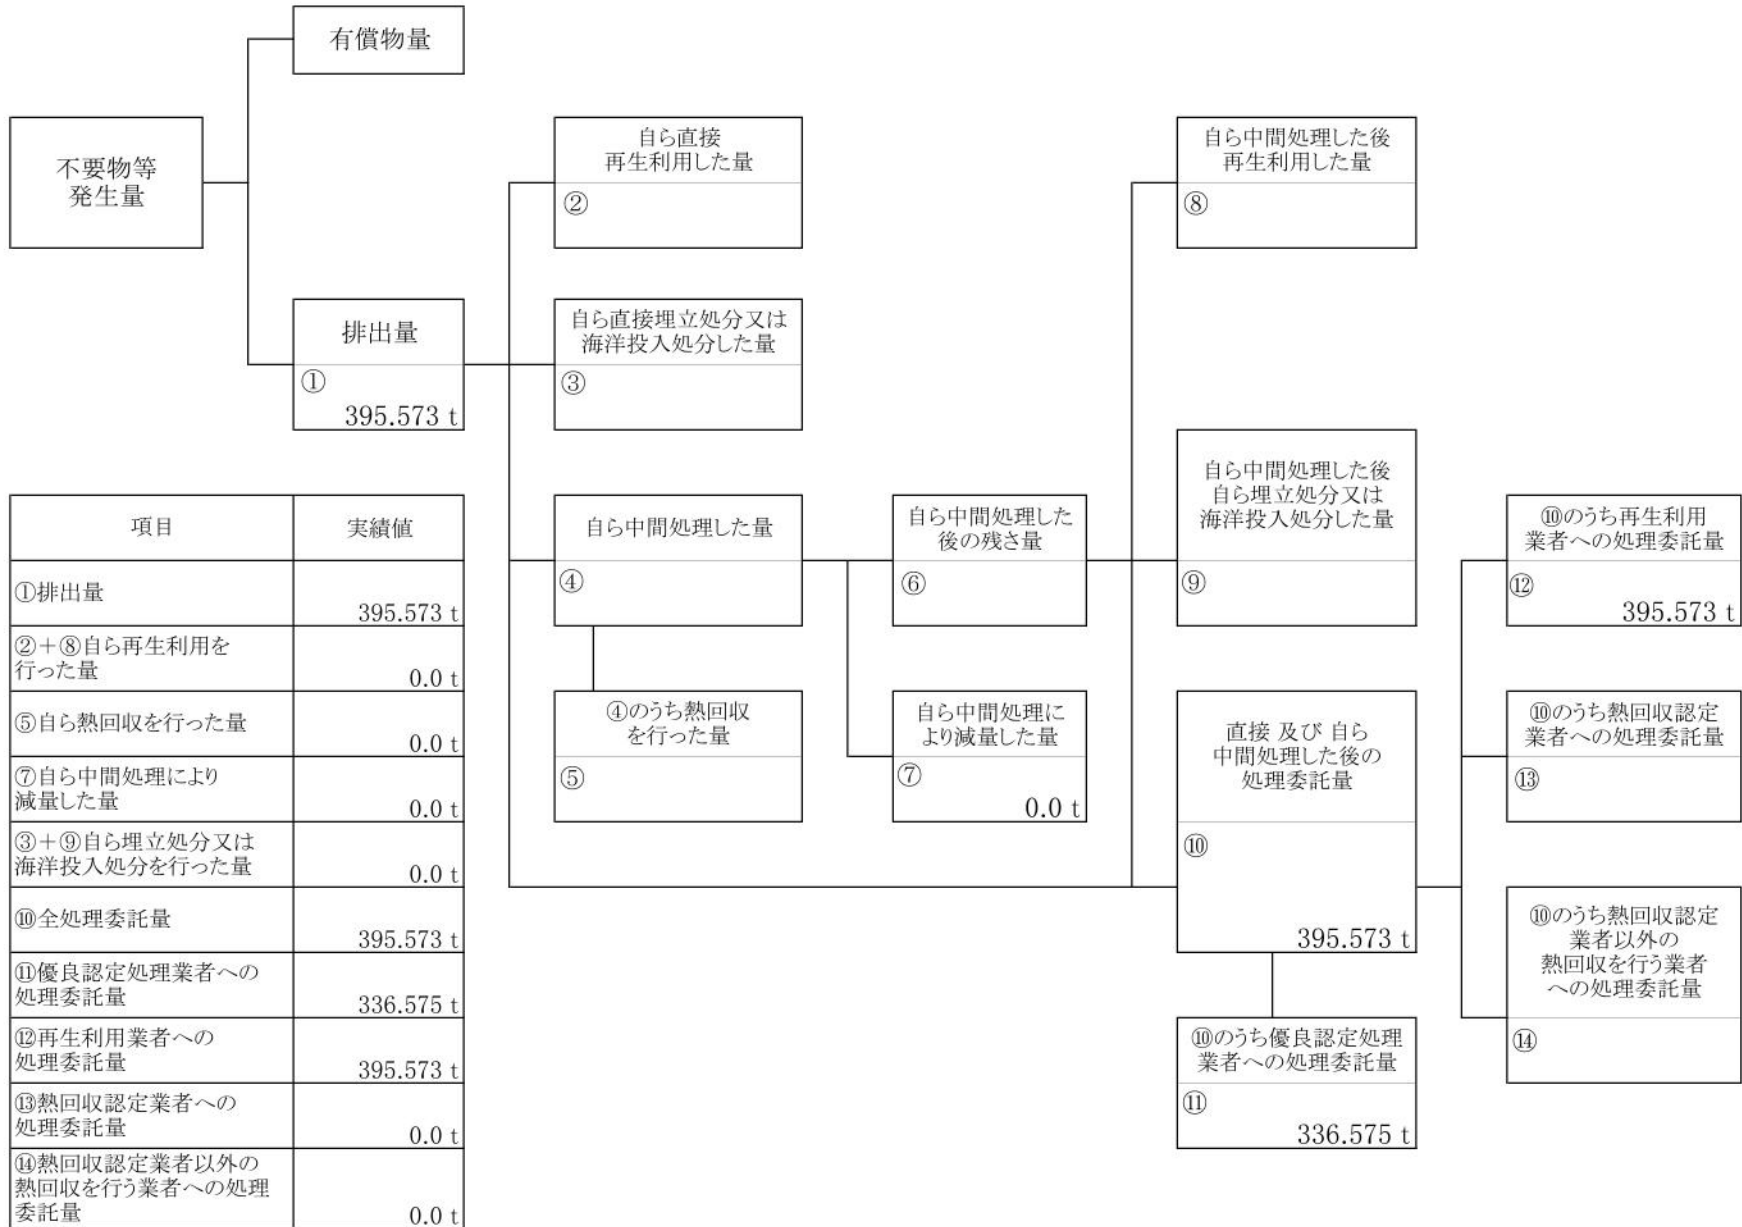 有償物量
不要物等
発生量
自ら直接
再生利用した量
②
自ら中間処理した後
再生利用した量
⑧
排出量
①
395.573 t
自ら直接埋立処分又は
海洋投入処分した量
③
自ら中間処理した量
④
自ら中間処理した
後の残さ量
⑥
自ら中間処理した後
自ら埋立処分又は
海洋投入処分した量
⑨
⑩のうち再生利用
業者への処理委託量
⑫
395.573 t
④のうち熱回収
を行った量
⑤
自ら中間処理に
より減量した量
⑦
0.0 t
直接 及び 自ら
中間処理した後の
処理委託量
⑩
395.573 t
⑩のうち熱回収認定
業者への処理委託量
⑬
⑩のうち熱回収認定
業者以外の
熱回収を行う業者
への処理委託量
⑭
⑩のうち優良認定処理
業者への処理委託量
⑪
336.575 t
項目 実績値
①排出量
395.573 t
②+⑧自ら再生利用を
行った量
0.0 t
⑤自ら熱回収を行った量
0.0 t
⑦自ら中間処理により
減量した量
0.0 t
③+⑨自ら埋立処分又は
海洋投入処分を行った量
0.0 t
⑩全処理委託量
395.573 t
⑪優良認定処理業者への
処理委託量
336.575 t
⑫再生利用業者への
処理委託量
395.573 t
⑬熱回収認定業者への
処理委託量
0.0 t
⑭熱回収認定業者以外の
熱回収を行う業者への処理
委託量
0.0 t